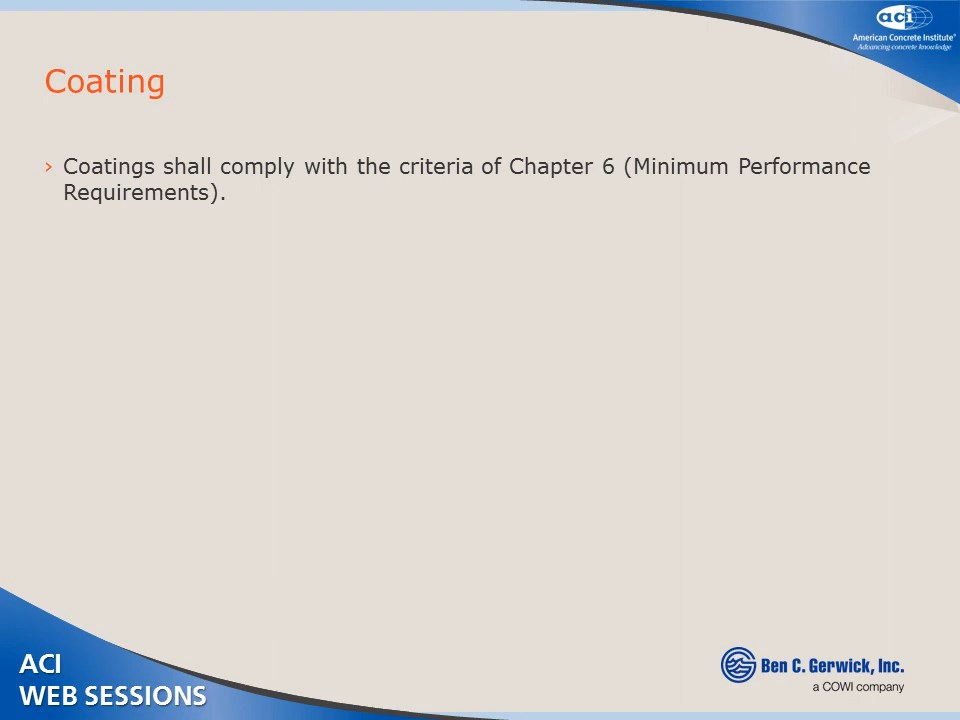 aci
American Concrete Institute®
Advancing concrete knowledge
Coating
› Coatings shall comply with the criteria of Chapter 6 (Minimum Performance
Requirements).
ACI
WEB SESSIONS
Ben C. Gerwick, Inc.
a COWI company